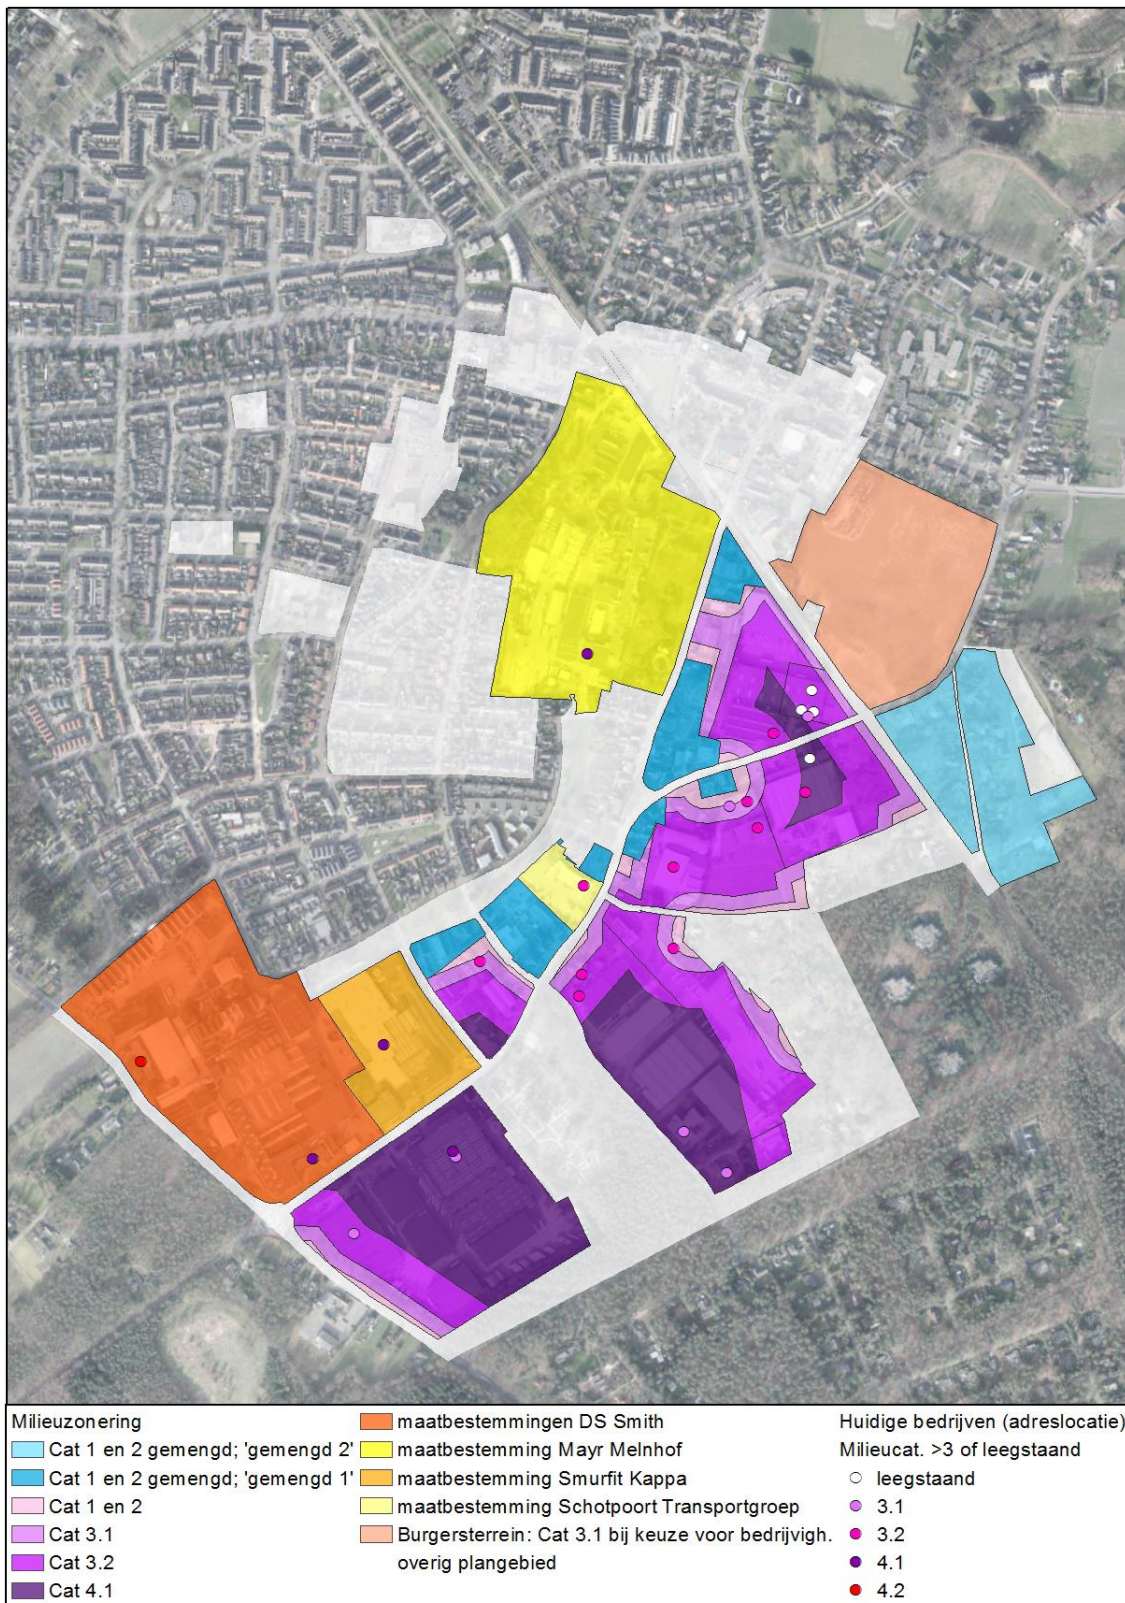 Milieuzonering
Cat 1 en 2 gemengd; 'gemengd 2'
Cat 1 en 2 gemengd; 'gemengd 1'
Cat 1 en 2
Cat 3.1
Cat 3.2
Cat 4.1
maatbestemmingen DS Smith
maatbestemming Mayr Melnhof
maatbestemming Smurfit Kappa
maatbestemming Schotpoort Transportgroep
Burgersterrein: Cat 3.1 bij keuze voor bedrijvigh.
overig plangebied
Huidige bedrijven (adreslocatie)
Milieucat. >3 of leegstaand
leegstaand
3.1
3.2
4.1
4.2